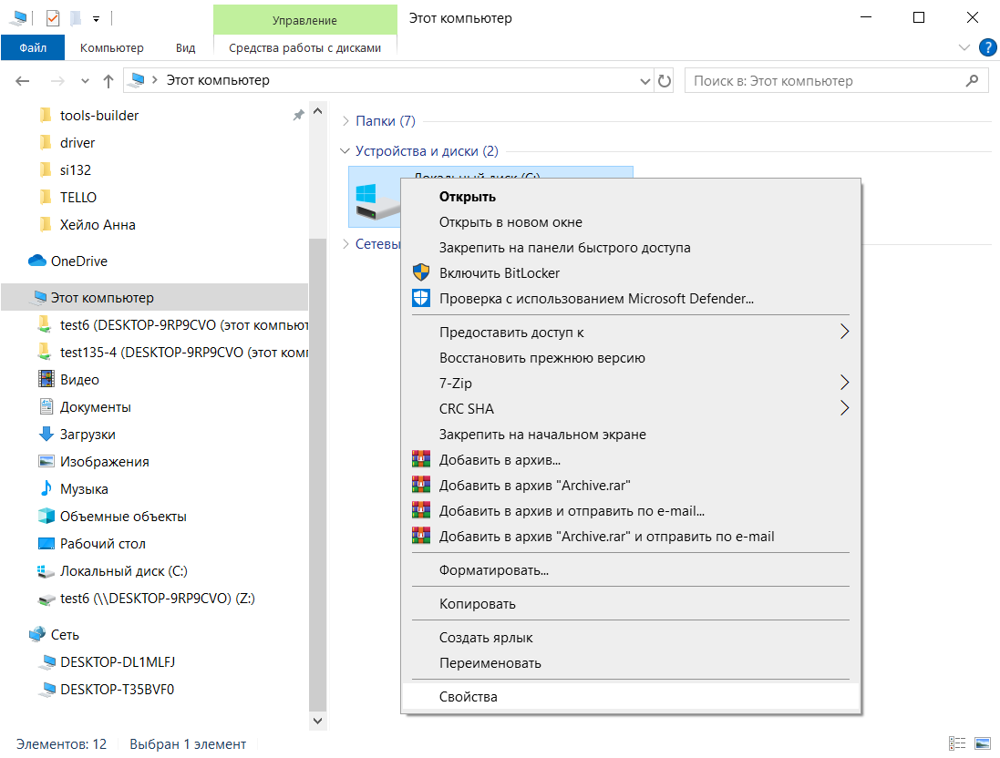 Управление
Этот компьютер
Файл
Компьютер
Вид
Средства работы с дисками
?
Этот компьютер
Поиск в: Этот компьютер
tools-builder
driver
si132
TELLO
Хейло Анна
OneDrive
Этот компьютер
test6 (DESKTOP-9RP9CVO (этот компьют
test135-4 (DESKTOP-9RP9CVO (этот комп
Видео
Документы
Загрузки
Изображения
Музыка
Объемные объекты
Рабочий стол
Локальный диск (C:)
test6 (\\DESKTOP-9RP9CVO) (Z:)
Сеть
DESKTOP-DL1MLFJ
DESKTOP-T35BVF0
Папки (7)
Устройства и диски (2)
Локальный диск (C:)
Сетевы
Открыть
Открыть в новом окне
Закрепить на панели быстрого доступа
Включить BitLocker
Проверка с использованием Microsoft Defender...
Предоставить доступ к
Восстановить прежнюю версию
7-Zip
CRC SHA
Закрепить на начальном экране
Добавить в архив...
Добавить в архив "Archive.rar"
Добавить в архив и отправить по e-mail...
Добавить в архив "Archive.rar" и отправить по e-mail
Форматировать...
Копировать
Создать ярлык
Переименовать
Свойства
Элементов: 12
Выбран 1 элемент